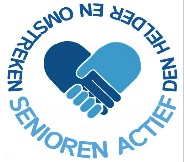 SENIOREN ACTIEF DEN HELDER EN OMSTREKEN